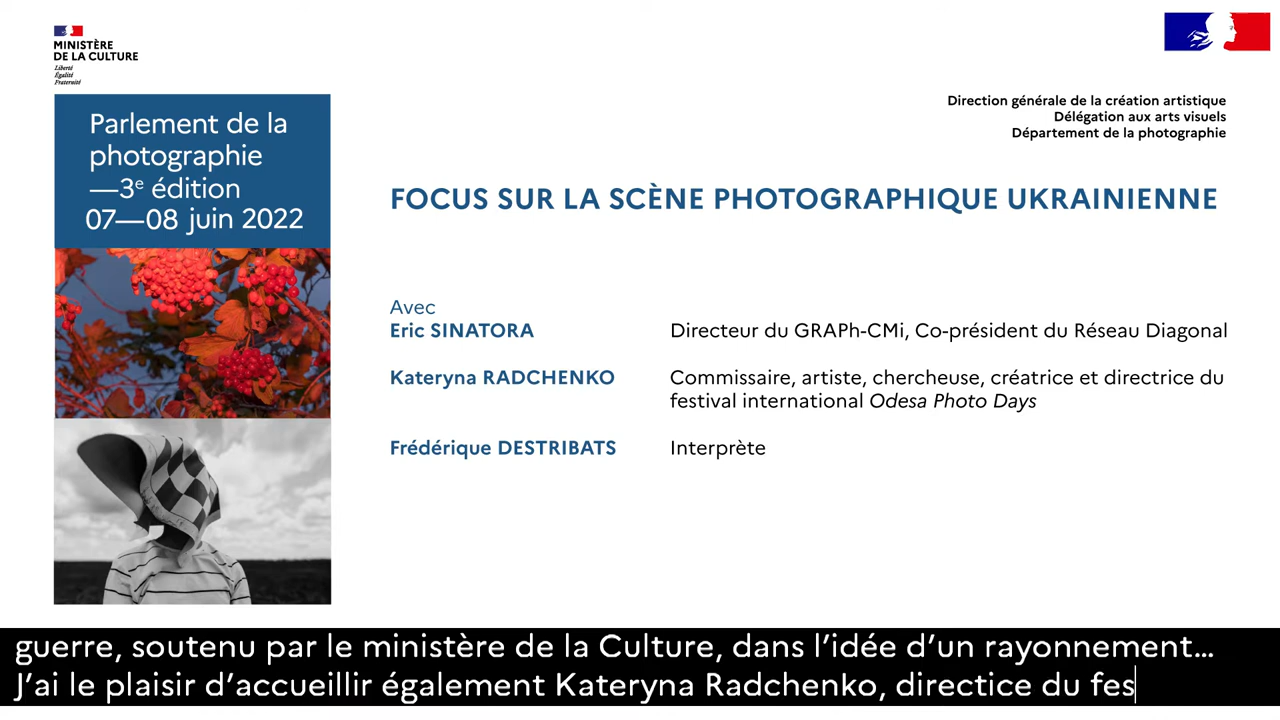 MINISTÈRE
DE LA CULTURE
Liberté
Égalité
Fraternité
Parlement de la
photographie
—3e édition
07—08 juin 2022
Direction générale de la création artistique
Délégation aux arts visuels
Département de la photographie
FOCUS SUR LA SCÈNE PHOTOGRAPHIQUE UKRAINIENNE
Avec
Eric SINATORA Directeur du GRAPh-CMi, Co-président du Réseau Diagonal
Kateryna RADCHENKO Commissaire, artiste, chercheuse, créatrice et directrice du
festival international Odesa Photo Days
Frédérique DESTRIBATS Interprète
guerre, soutenu par le ministère de la Culture, dans l’idée d’un rayonnement…
J’ai le plaisir d’accueillir également Kateryna Radchenko, directice du fes